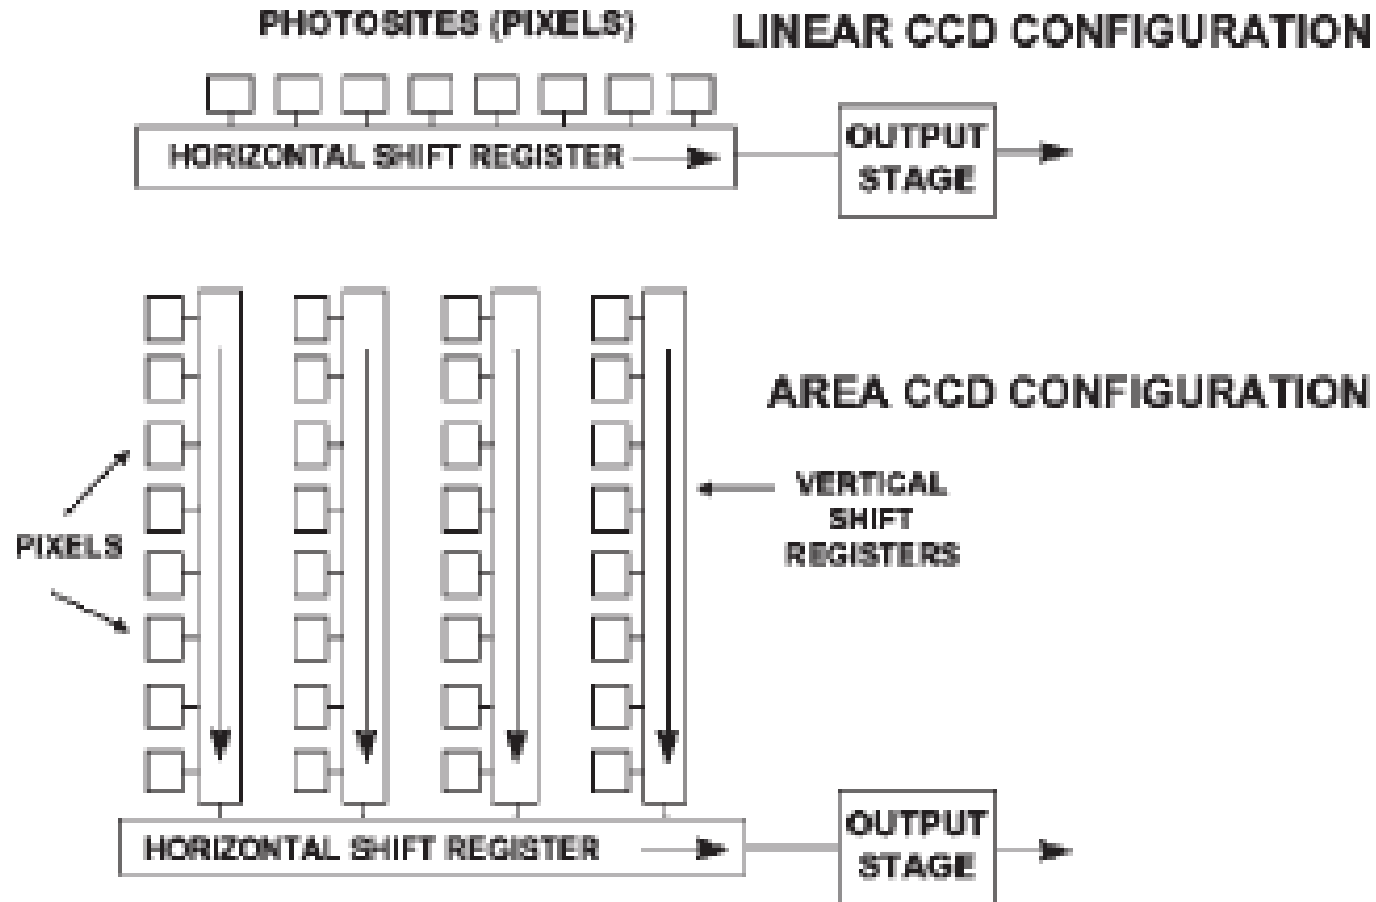 PHOTOSITES (PIXELS)
LINEAR CCD CONFIGURATION
HORIZONTAL SHIFT REGISTER
OUTPUT
STAGE
AREA CCD CONFIGURATION
PIXELS
VERTICAL
SHIFT
REGISTERS
HORIZONTAL SHIFT REGISTER
OUTPUT
STAGE